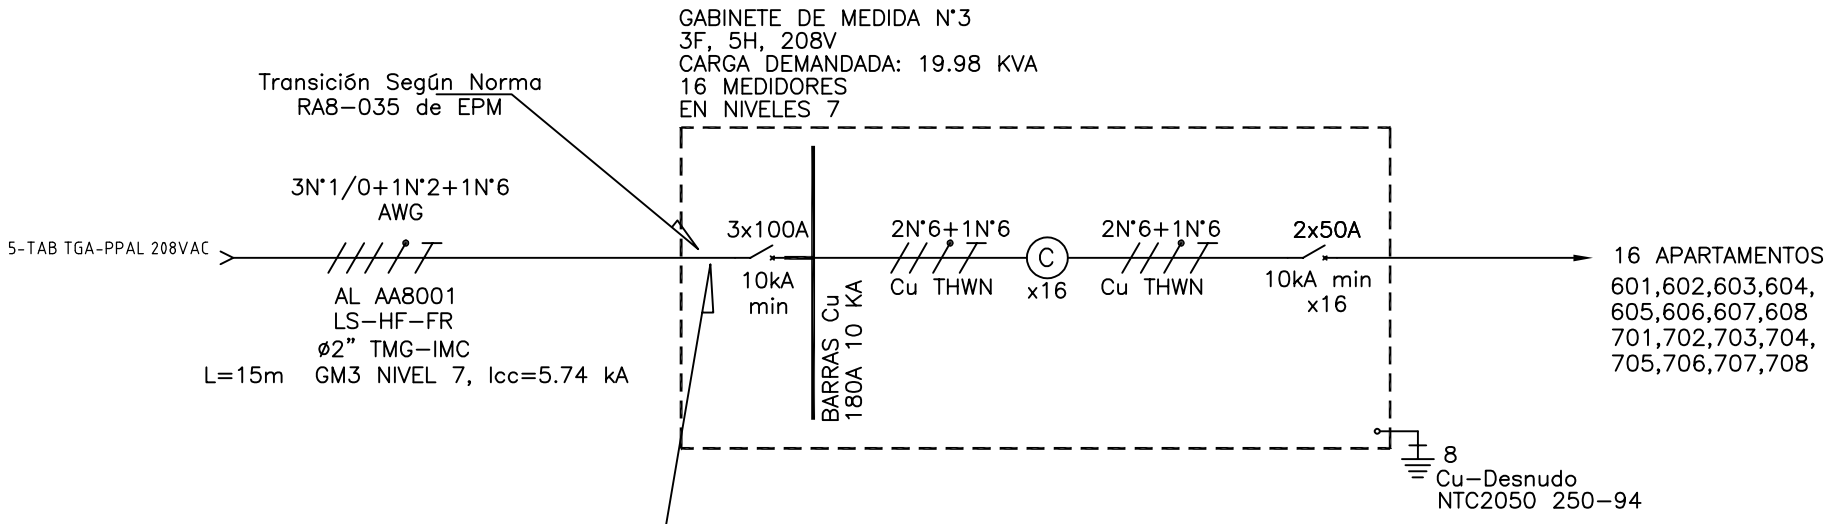 GABINETE DE MEDIDA N°3
3F, 5H, 208V
CARGA DEMANDADA: 19.98 KVA
16 MEDIDORES
EN NIVELES 7
Transición Según Norma
RA8-035 de EPM
3N°1/0+1N°2+1N°6
AWG
5-TAB TGA-PPAL 208VAC
AL AA8001
LS-HF-FR
ø2" TMG-IMC
L=15m GM3 NIVEL 7, Icc=5.74 kA
3x100A
10kA
min
BARRAS Cu
180A 10 KA
2N°6+1N°6
Cu THWN
C
x16
2N°6+1N°6
Cu THWN
2x50A
10kA min
x16
16 APARTAMENTOS
601,602,603,604,
605,606,607,608
701,702,703,704,
705,706,707,708
8
Cu-Desnudo
NTC2050 250-94